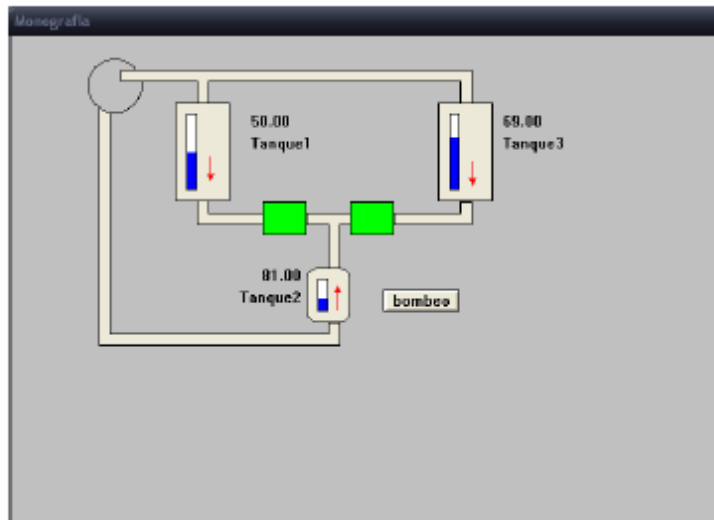 Monografia
50.00
Tanque1
69.00
Tanque3
81.00
Tanque2
bombeo